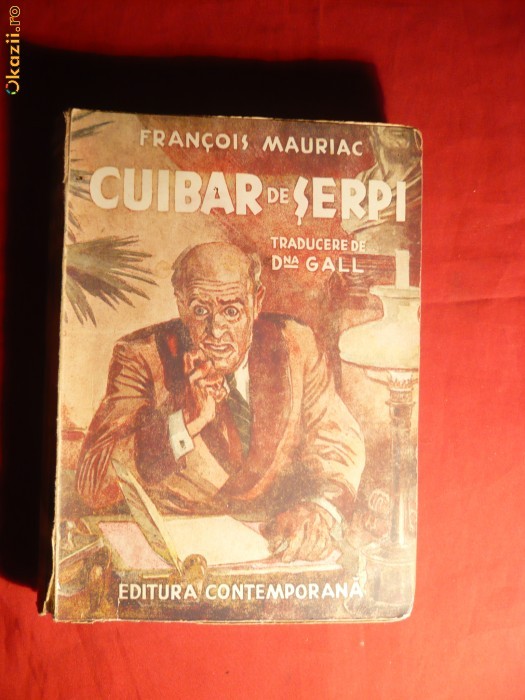 Okazii.ro
FRANÇOIS MAURIAC
CUIBAR DE ŞERPI
TRADUCERE DE
DNA GALL
EDITURA CONTEMPORANĂ